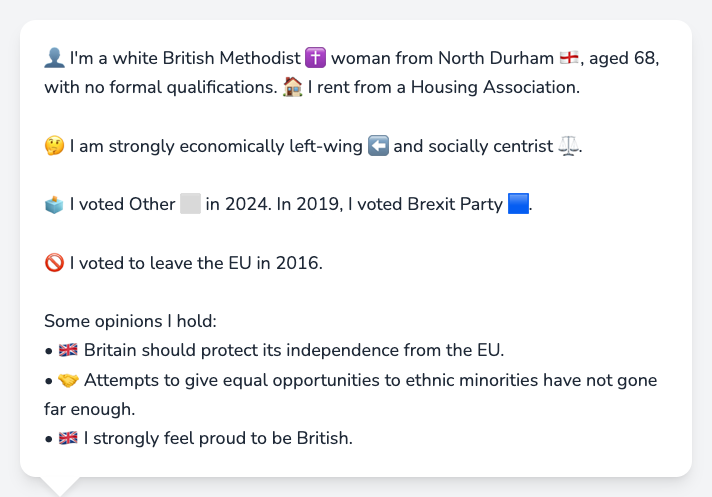 👤 I'm a white British Methodist ✝️ woman from North Durham 🏴󠁧󠁢󠁥󠁮󠁧󠁿, aged 68,
with no formal qualifications. 🏠 I rent from a Housing Association.
🤔 I am strongly economically left-wing ⬅️ and socially centrist ⚖️.
🗳️ I voted Other ⬜ in 2024. In 2019, I voted Brexit Party 🟦.
🚫 I voted to leave the EU in 2016.
Some opinions I hold:
• 🇬🇧 Britain should protect its independence from the EU.
• 🤝 Attempts to give equal opportunities to ethnic minorities have not gone
far enough.
• 🇬🇧 I strongly feel proud to be British.